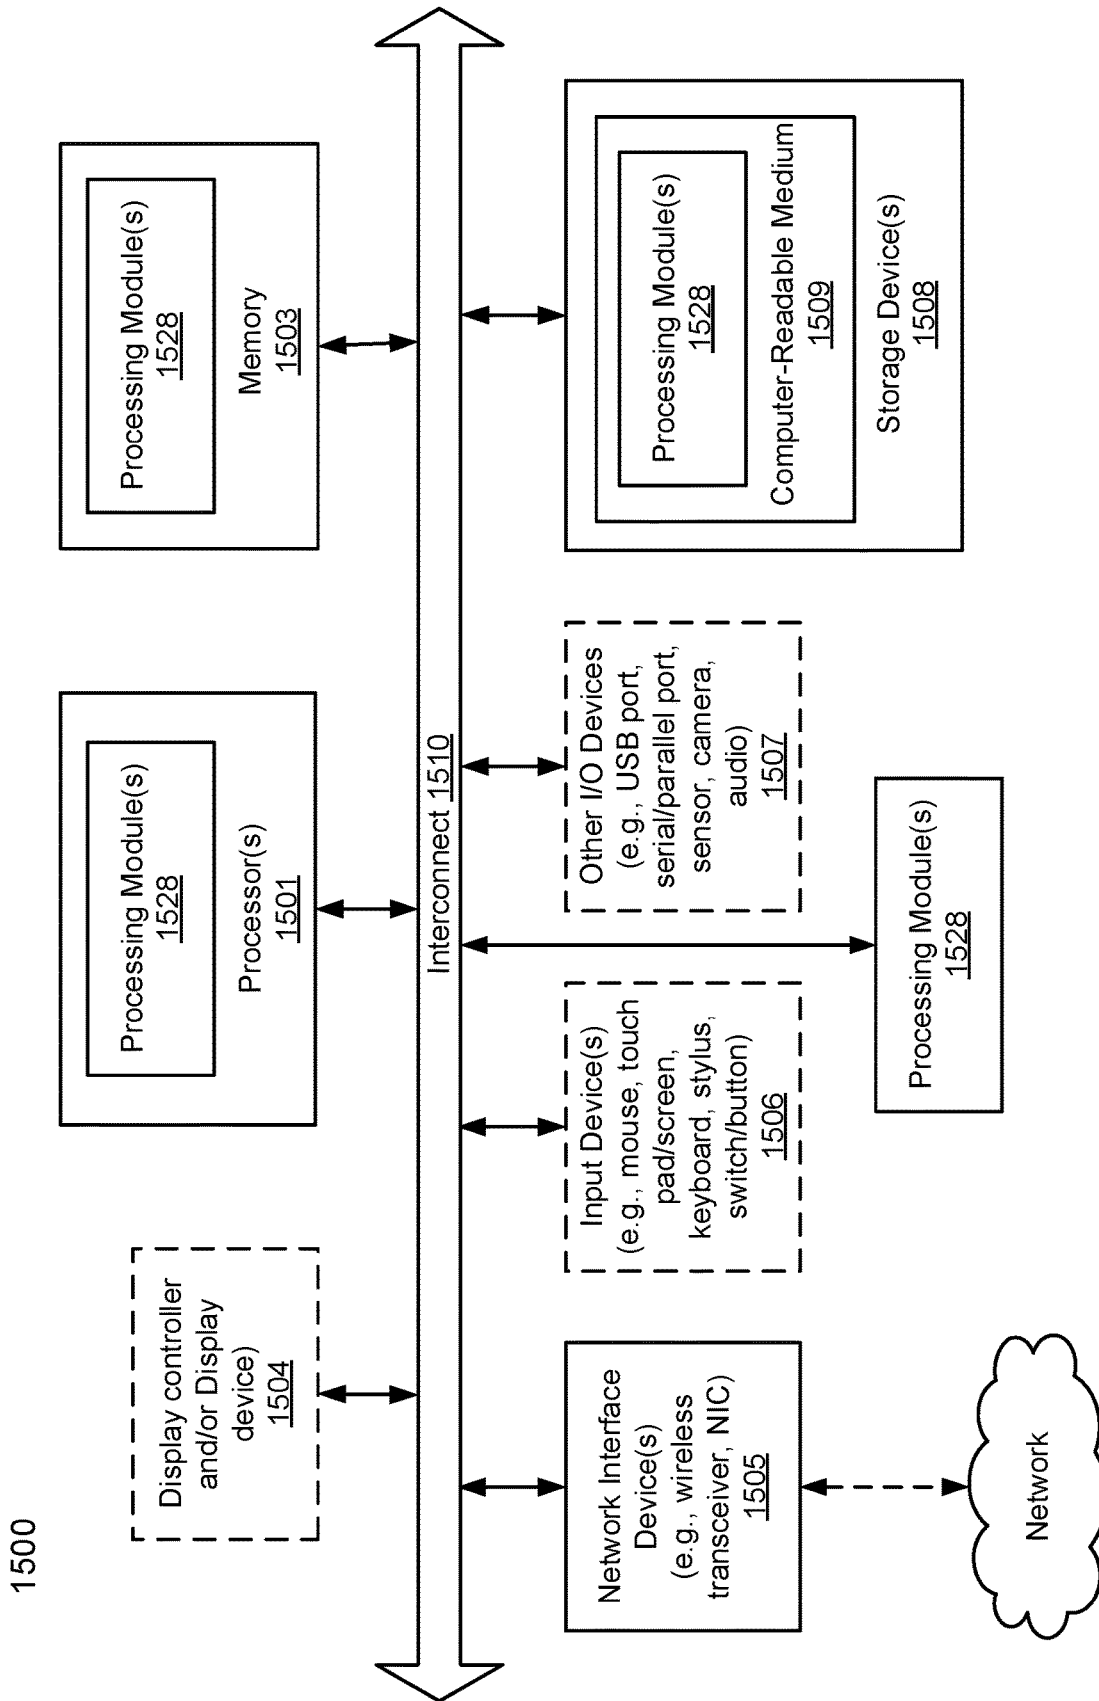 1500
Display controller
and/or Display
device)
1504
Processing Module(s)
1528
Processor(s)
1501
Processing Module(s)
1528
Memory
1503
Interconnect 1510
Network Interface
Device(s)
(e.g., wireless
transceiver, NIC)
1505
Input Device(s)
(e.g., mouse, touch
pad/screen,
keyboard, stylus,
switch/button)
1506
Other I/O Devices
(e.g., USB port,
serial/parallel port,
sensor, camera,
audio)
1507
Processing Module(s)
1528
Computer-Readable Medium
1509
Storage Device(s)
1508
Processing Module(s)
1528
Network